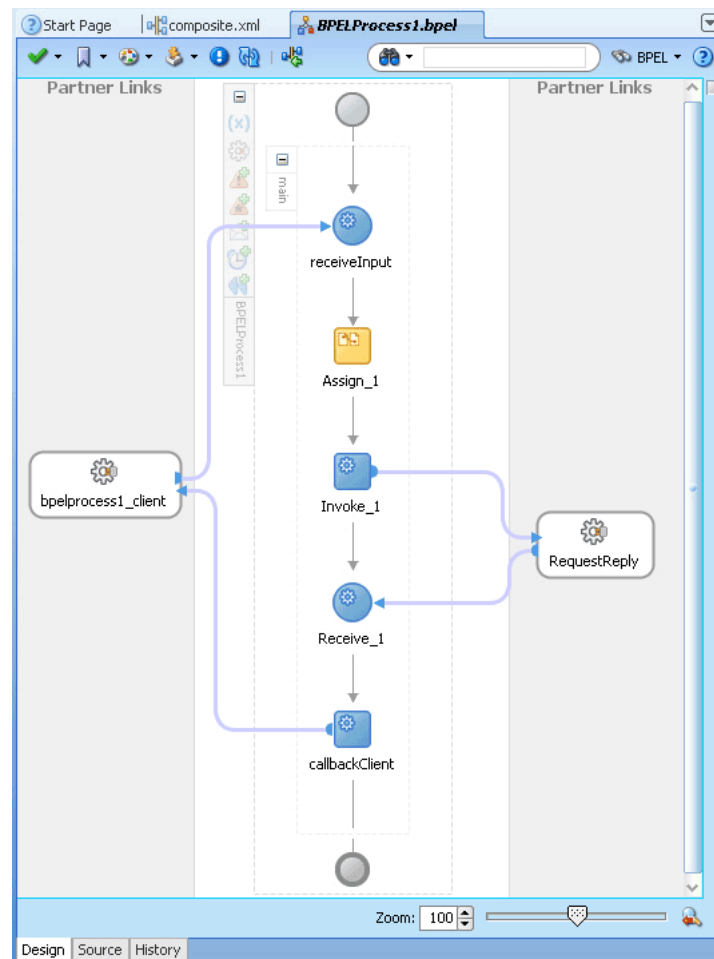 Start Page
composite.xml
BPELProcess1.bpel
BPEL
Partner Links
Partner Links
(x)
main
receiveInput
BPELProcess1
Assign_1
bpelprocess1_client
Invoke_1
RequestReply
Receive_1
callbackClient
Zoom: 100
Design Source History